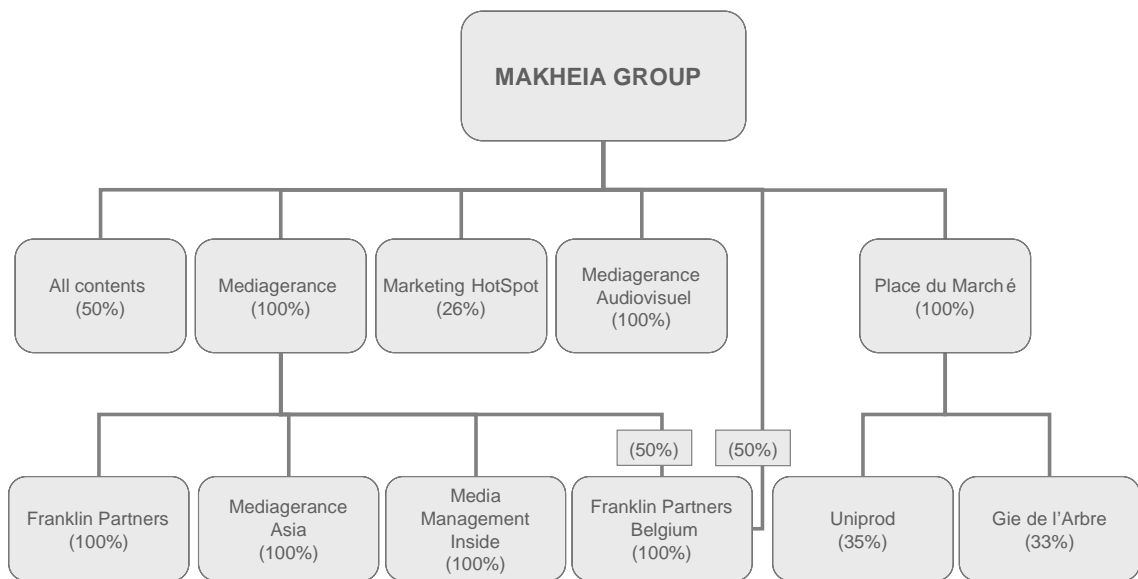 MAKHEIA GROUP
All contents
(50%)
Mediagerance
(100%)
Marketing HotSpot
(26%)
Mediagerance
Audiovisuel
(100%)
Place du Marché
(100%)
(50%)
(50%)
Franklin Partners
(100%)
Mediagerance
Asia
(100%)
Media
Management
Inside
(100%)
Franklin Partners
Belgium
(100%)
Uniprod
(35%)
Gie de l’Arbre
(33%)